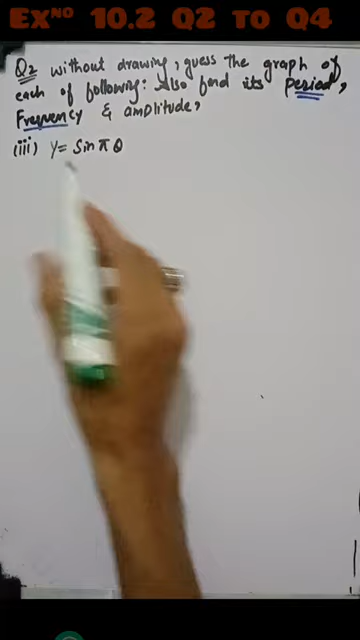 EXᴺᴼ 10.2 Q2 TO Q4
Q2 without drawing, guess the graph of
each of following: Also find its period,
Frequency & amplitude,
(iii) y= Sin π θ